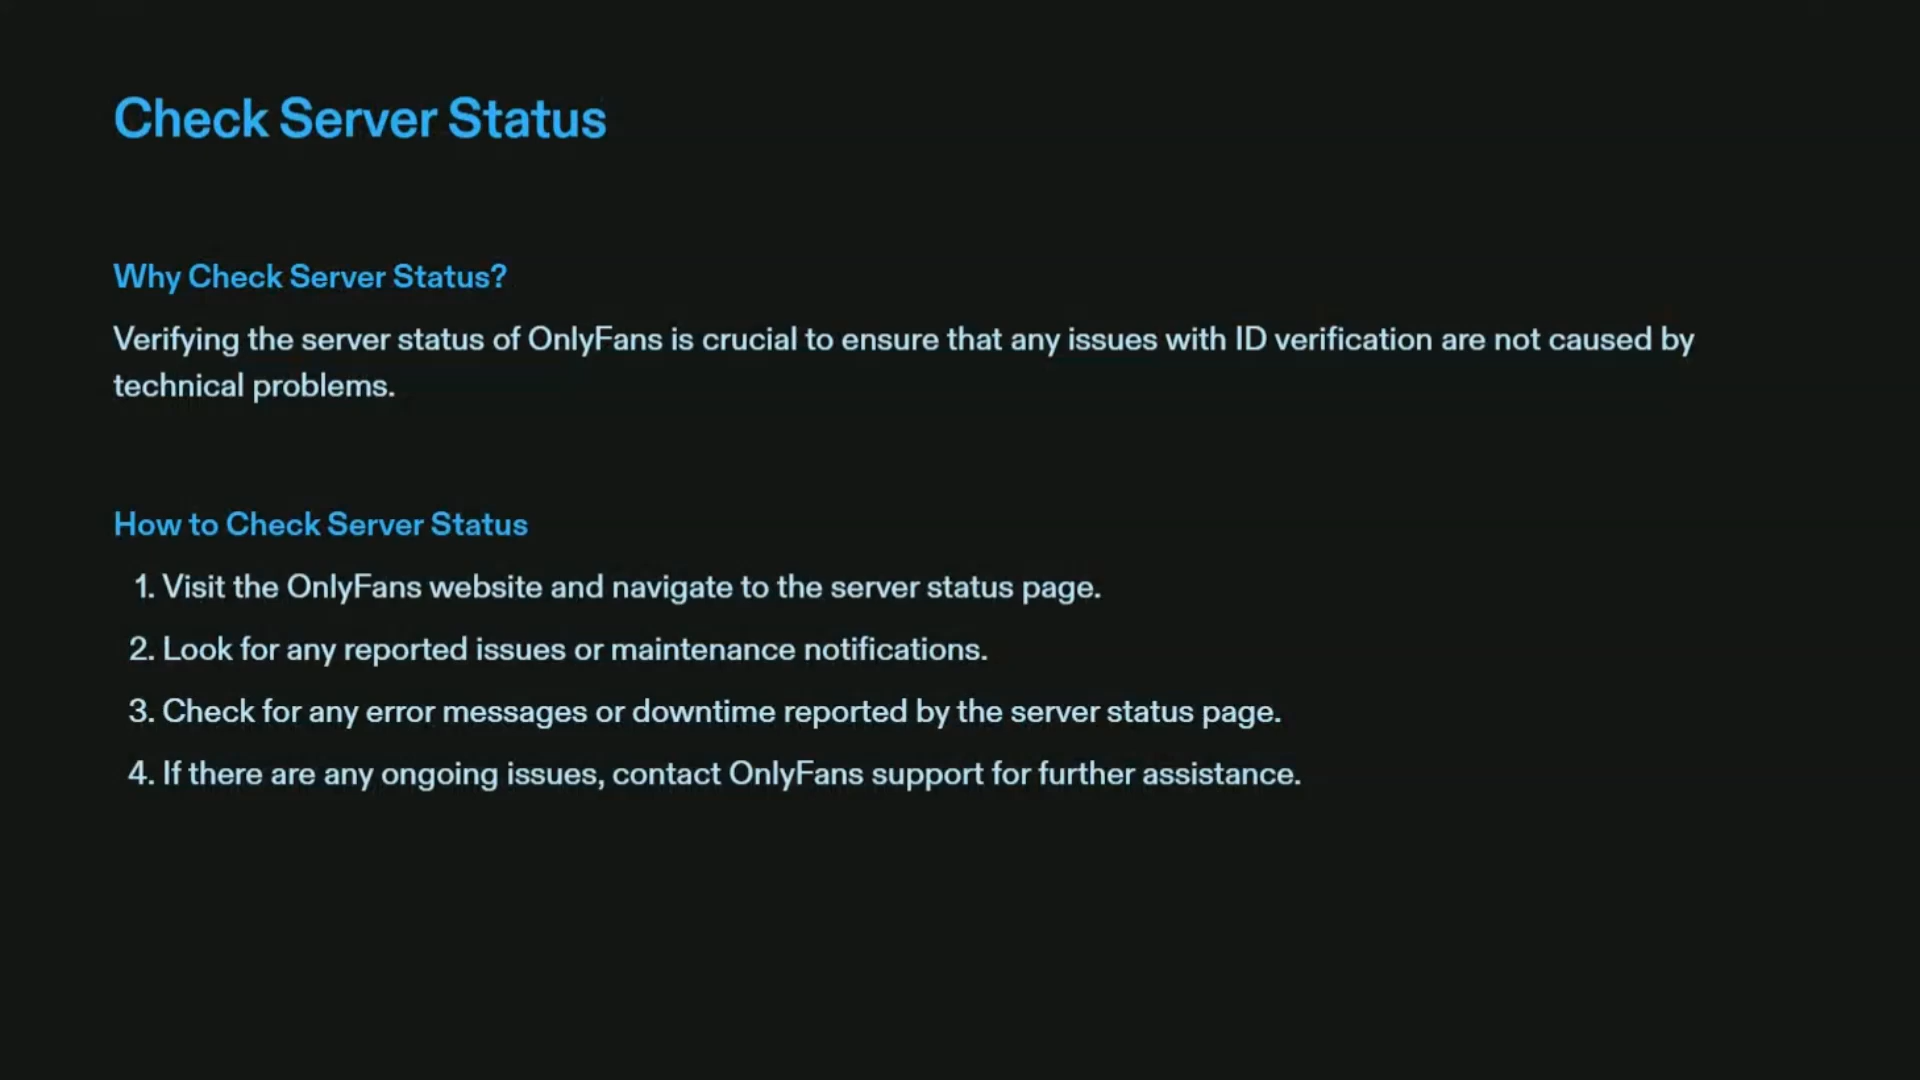 Check Server Status
Why Check Server Status?
Verifying the server status of OnlyFans is crucial to ensure that any issues with ID verification are not caused by
technical problems.
How to Check Server Status
1. Visit the OnlyFans website and navigate to the server status page.
2. Look for any reported issues or maintenance notifications.
3. Check for any error messages or downtime reported by the server status page.
4. If there are any ongoing issues, contact OnlyFans support for further assistance.